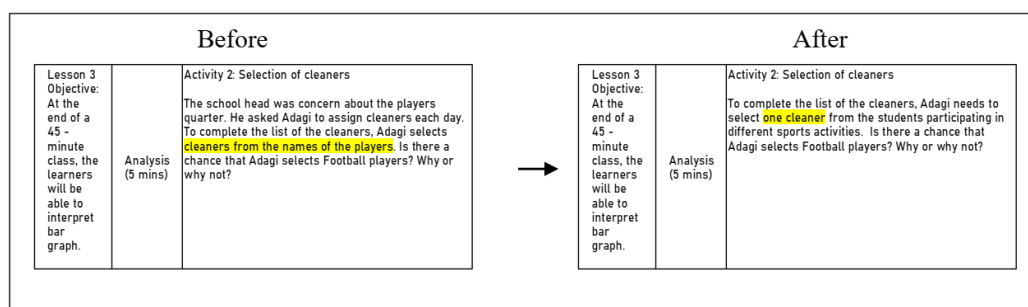 Before
Lesson 3
Objective:
At the
end of a
45 -
minute
class, the
learners
will be
able to
interpret
bar
graph.
Analysis
(5 mins)
Activity 2: Selection of cleaners
The school head was concern about the players
quarter. He asked Adagi to assign cleaners each day.
To complete the list of the cleaners, Adagi selects
cleaners from the names of the players. Is there a
chance that Adagi selects Football players? Why or
why not?
After
Lesson 3
Objective:
At the
end of a
45 -
minute
class, the
learners
will be
able to
interpret
bar
graph.
Analysis
(5 mins)
Activity 2: Selection of cleaners
To complete the list of the cleaners, Adagi needs to
select one cleaner from the students participating in
different sports activities. Is there a chance that
Adagi selects Football players? Why or why not?